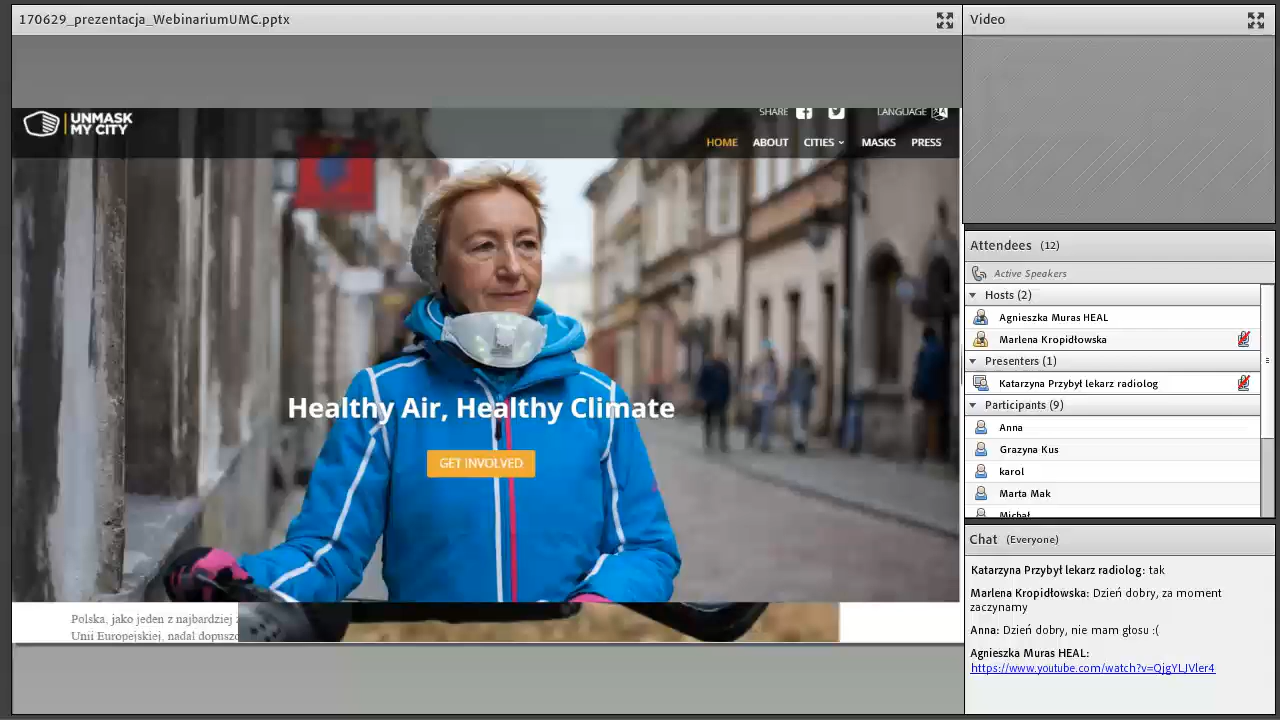 170629_prezentacja_WebinariumUMC.pptx
UNMASK
MY CITY
SHARE
LANGUAGE
HOME
ABOUT
CITIES
MASKS
PRESS
Healthy Air, Healthy Climate
GET INVOLVED
Polska, jako jeden z najbardziej
Unii Europejskiej, nadal
Video
Attendees (12)
Active Speakers
Hosts (2)
Agnieszka Muras HEAL
Marlena Kropidłowska
Presenters (1)
Katarzyna Przybył lekarz radiolog
Participants (9)
Anna
Grazyna Kus
karol
Marta Mak
Michał
Chat (Everyone)
Katarzyna Przybył lekarz radiolog: tak
Marlena Kropidłowska: Dzień dobry, za moment
zaczynamy
Anna: Dzień dobry, nie mam głosu :(
Agnieszka Muras HEAL:
https://www.youtube.com/watch?v=QjgYLJVler4